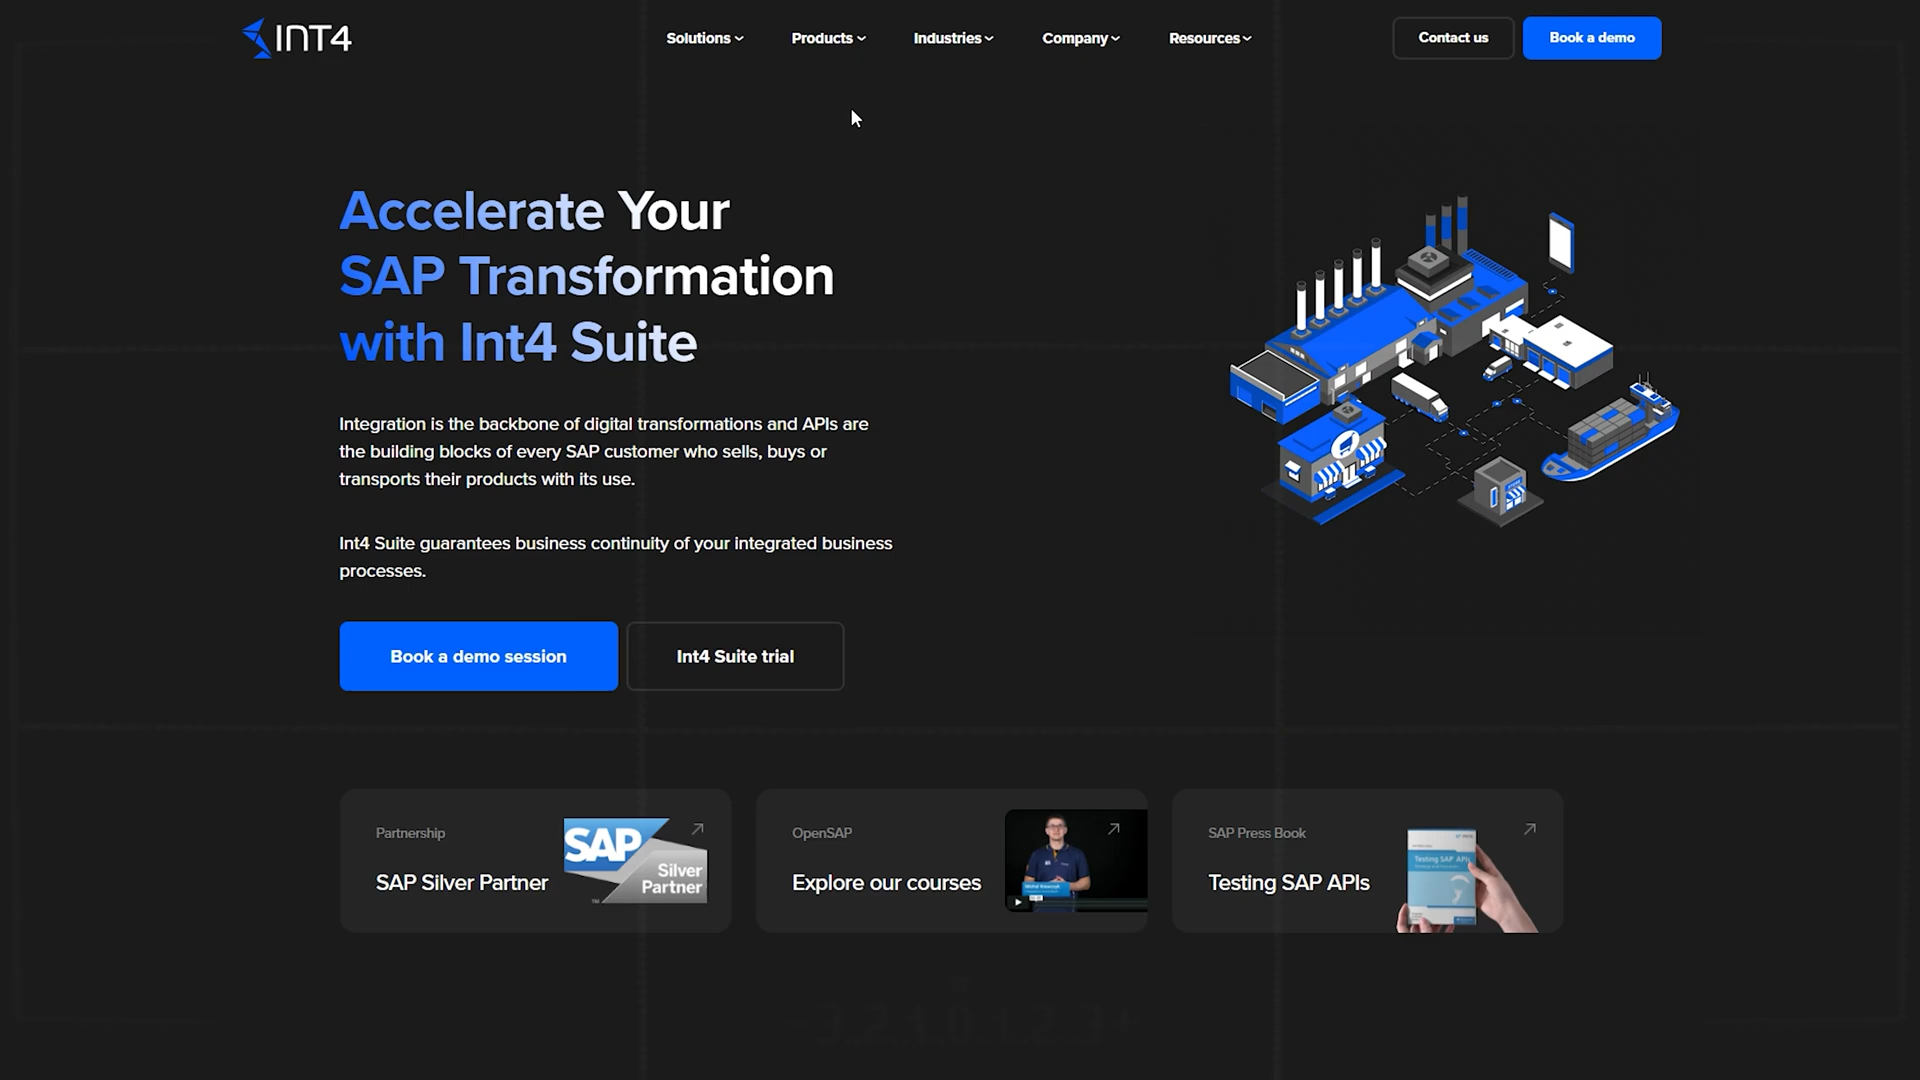 INT4
Solutions
Products
Industries
Company
Resources
Contact us
Book a demo
Accelerate Your
SAP Transformation
with Int4 Suite
Integration is the backbone of digital transformations and APIs are
the building blocks of every SAP customer who sells, buys or
transports their products with its use.
Int4 Suite guarantees business continuity of your integrated business
processes.
Book a demo session
Int4 Suite trial
Partnership
SAP Silver Partner
SAP
Silver
Partner
OpenSAP
Explore our courses
SAP Press Book
Testing SAP APIs
Testing SAP APIs